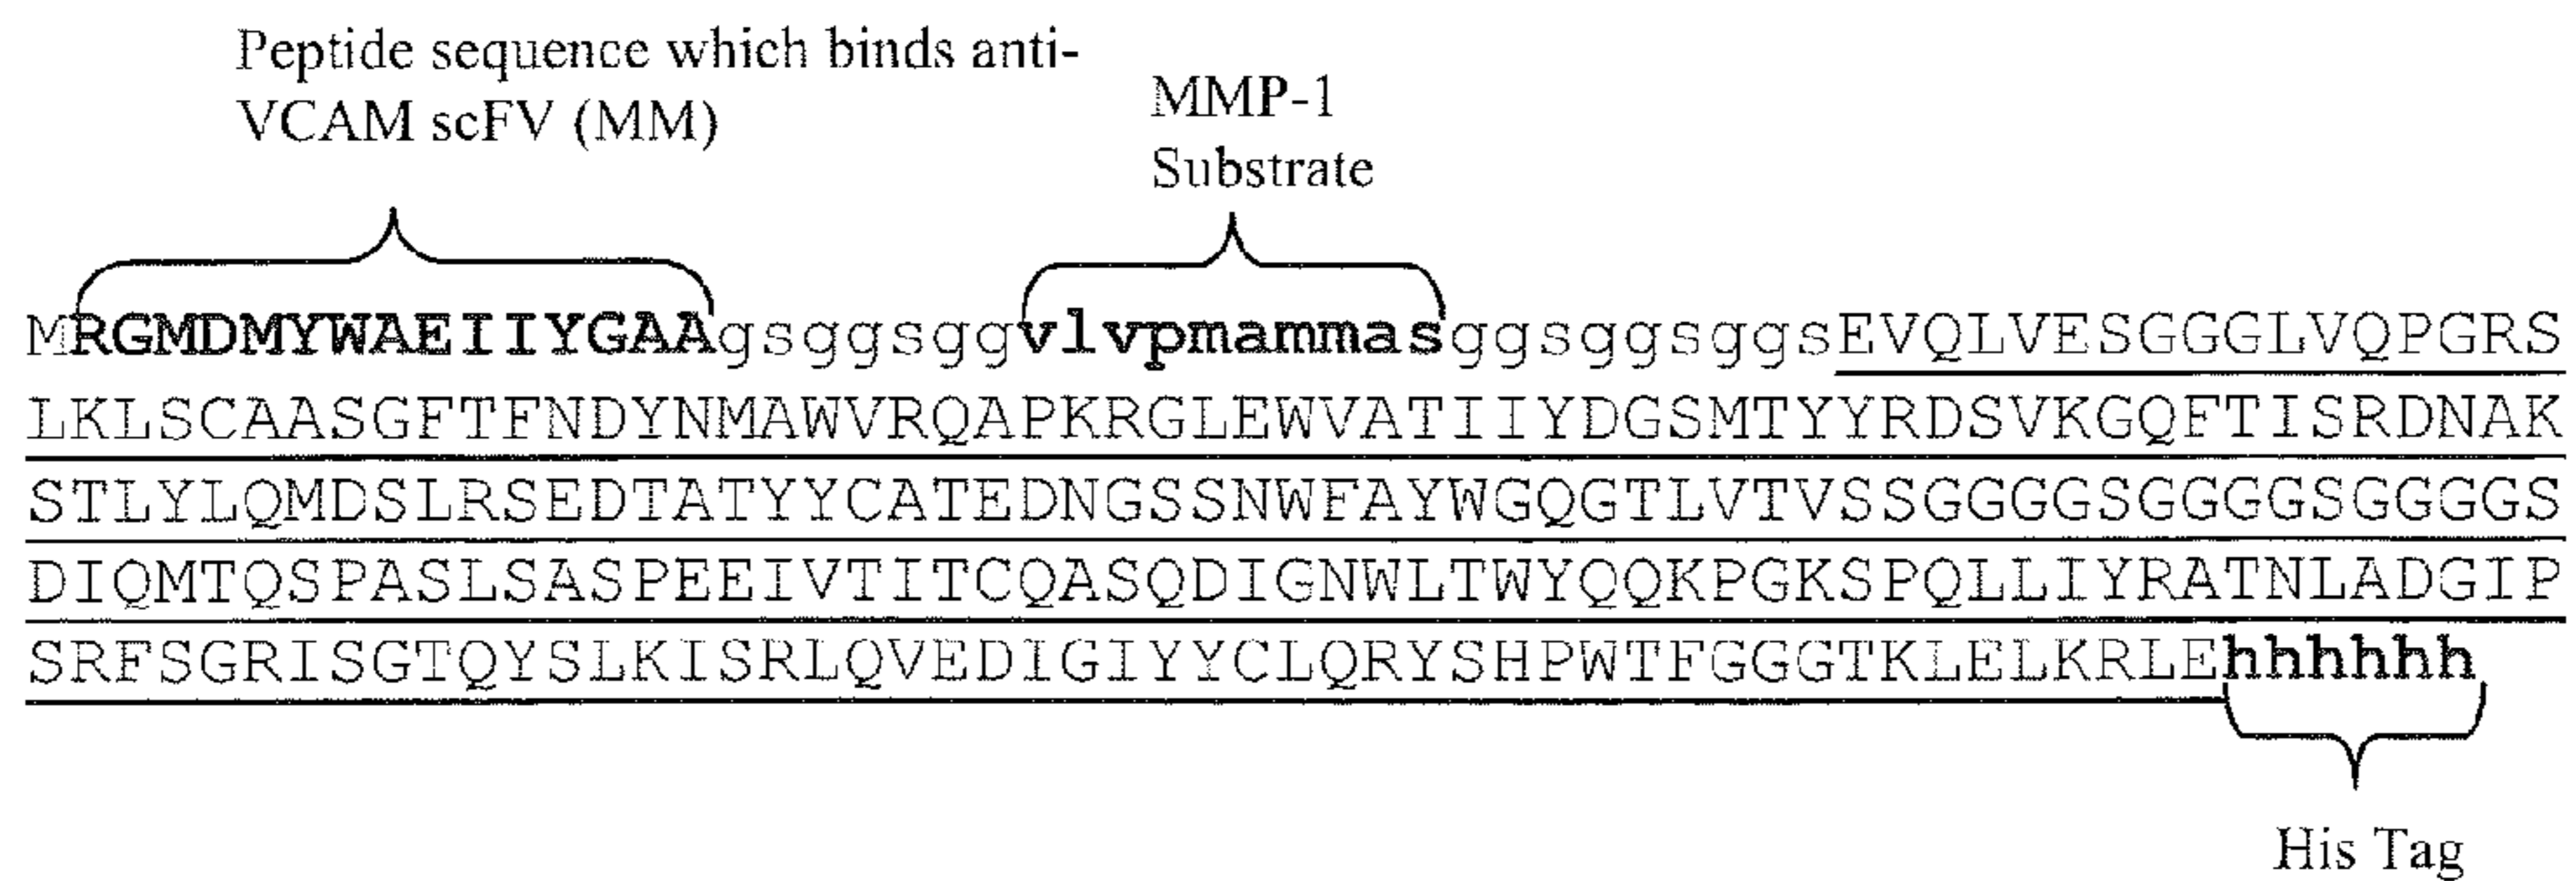 Peptide sequence which binds anti-
VCAM scFV (MM)
MMP-1
Substrate
MRGMDMYWAEIIYGAAgsggsggvlvpmammasggsggsggsEVQLVESGGGLVQPGRS
LKLSCAASGFTFNDYNMAWVRQAPKRGLEWVATIIYDGSMTYYRDSVKGQFTISRDNAK
STLYLQMDSLRSEDTATYYCATEDNGSSNWFAYWGQGTLVTVSSGGGGSGGGGSGGGGS
DIQMTQSPASLSASPEEIVTITCQASQDIGNWLTWYQQKPGKSPQLLIYRATNLADGIP
SRFSGRISGTQYSLKISRLQVEDIGIYYCLQRYSHPWTFGGGTKLELKRLEhhhhhh
His Tag